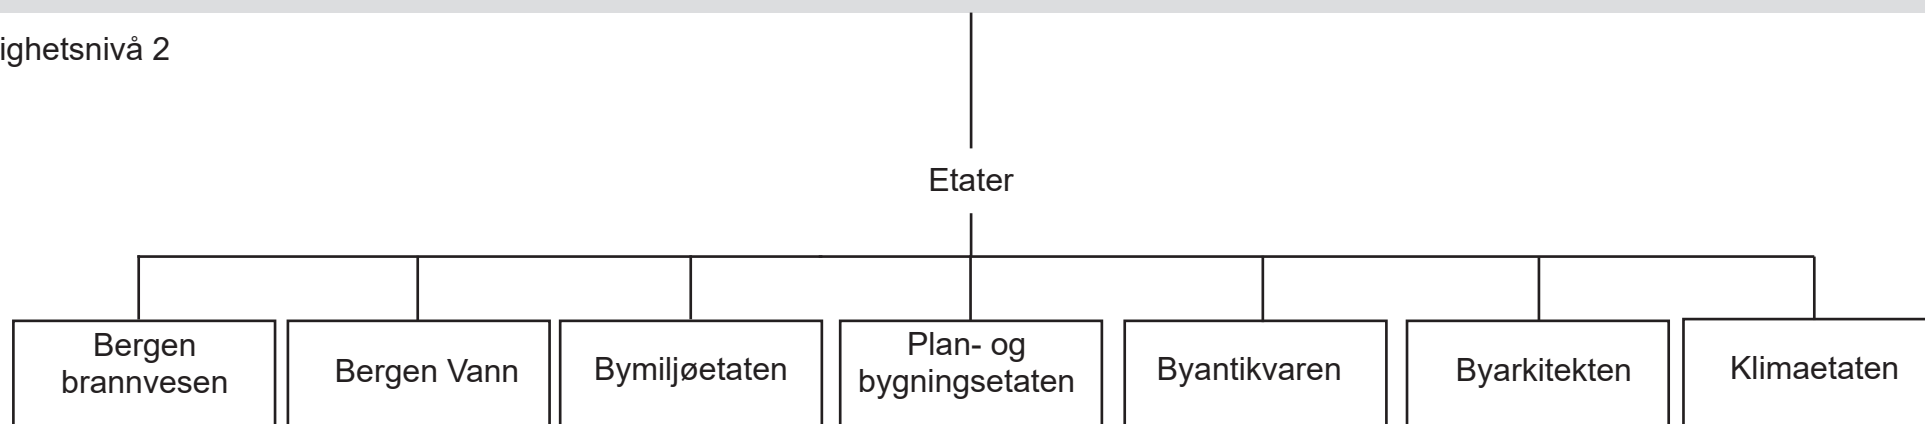 ighetsnivå 2
Etater
Bergen
brannvesen
Bergen Vann
Bymiljøetaten
Plan- og
bygningsetaten
Byantikvaren
Byarkitekten
Klimaetaten